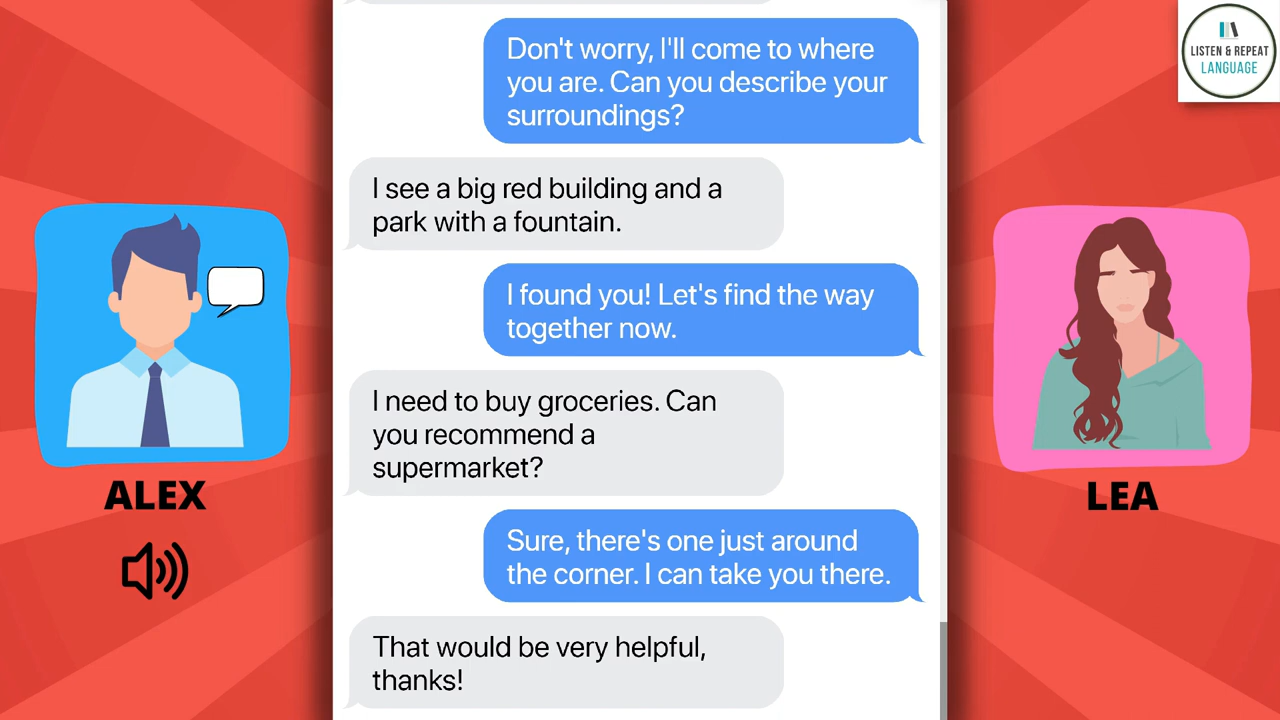 Don't worry, I'll come to where
you are. Can you describe your
surroundings?
I see a big red building and a
park with a fountain.
I found you! Let's find the way
together now.
I need to buy groceries. Can
you recommend a
supermarket?
Sure, there's one just around
the corner. I can take you there.
That would be very helpful,
thanks!
ALEX
LEA
LISTEN & REPEAT
LANGUAGE